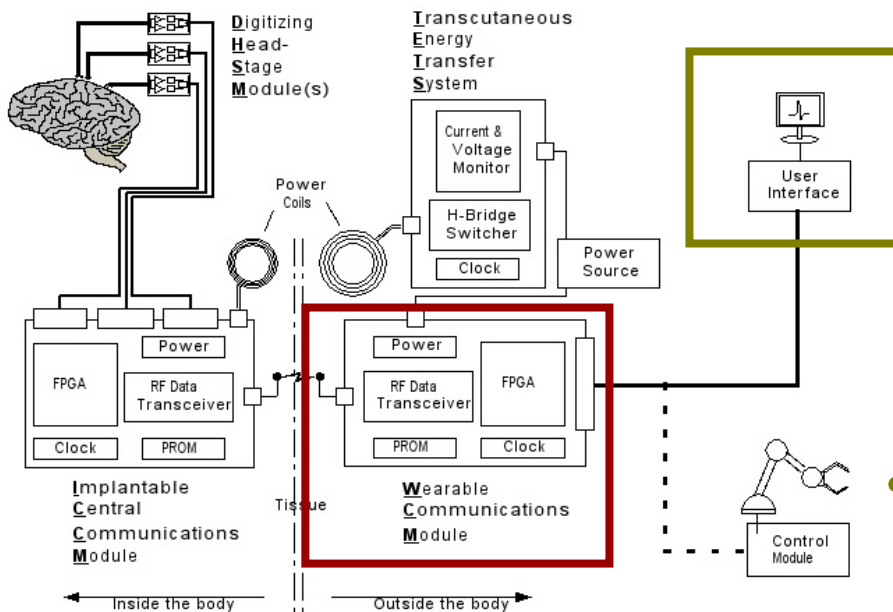 Digitizing
Head-
Stage
Module(s)
Transcutaneous
Energy
Transfer
System
Current &
Voltage
Monitor
H-Bridge
Switcher
Clock
User
Interface
Power
Coils
Power
Source
Power
FPGA
RF Data
Transceiver
Clock
PROM
Power
RF Data
Transceiver
FPGA
PROM
Clock
Implantable
Central
Communications
Module
Tissue
Wearable
Communications
Module
Control
Module
Inside the body
Outside the body